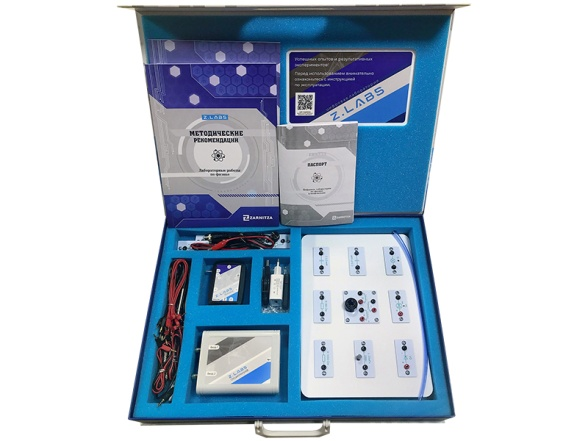 Успешных опытов и результативных
экспериментов!
Перед использованием внимательно
ознакомьтесь с инструкцией
по эксплуатации.
Z.LABS
Z.LABS
МЕТОДИЧЕСКИЕ
РЕКОМЕНДАЦИИ
Лабораторные работы
по физике
ZARNITZA
ПАСПОРТ
ZARNITZA
Z.LABS
Z.LABS